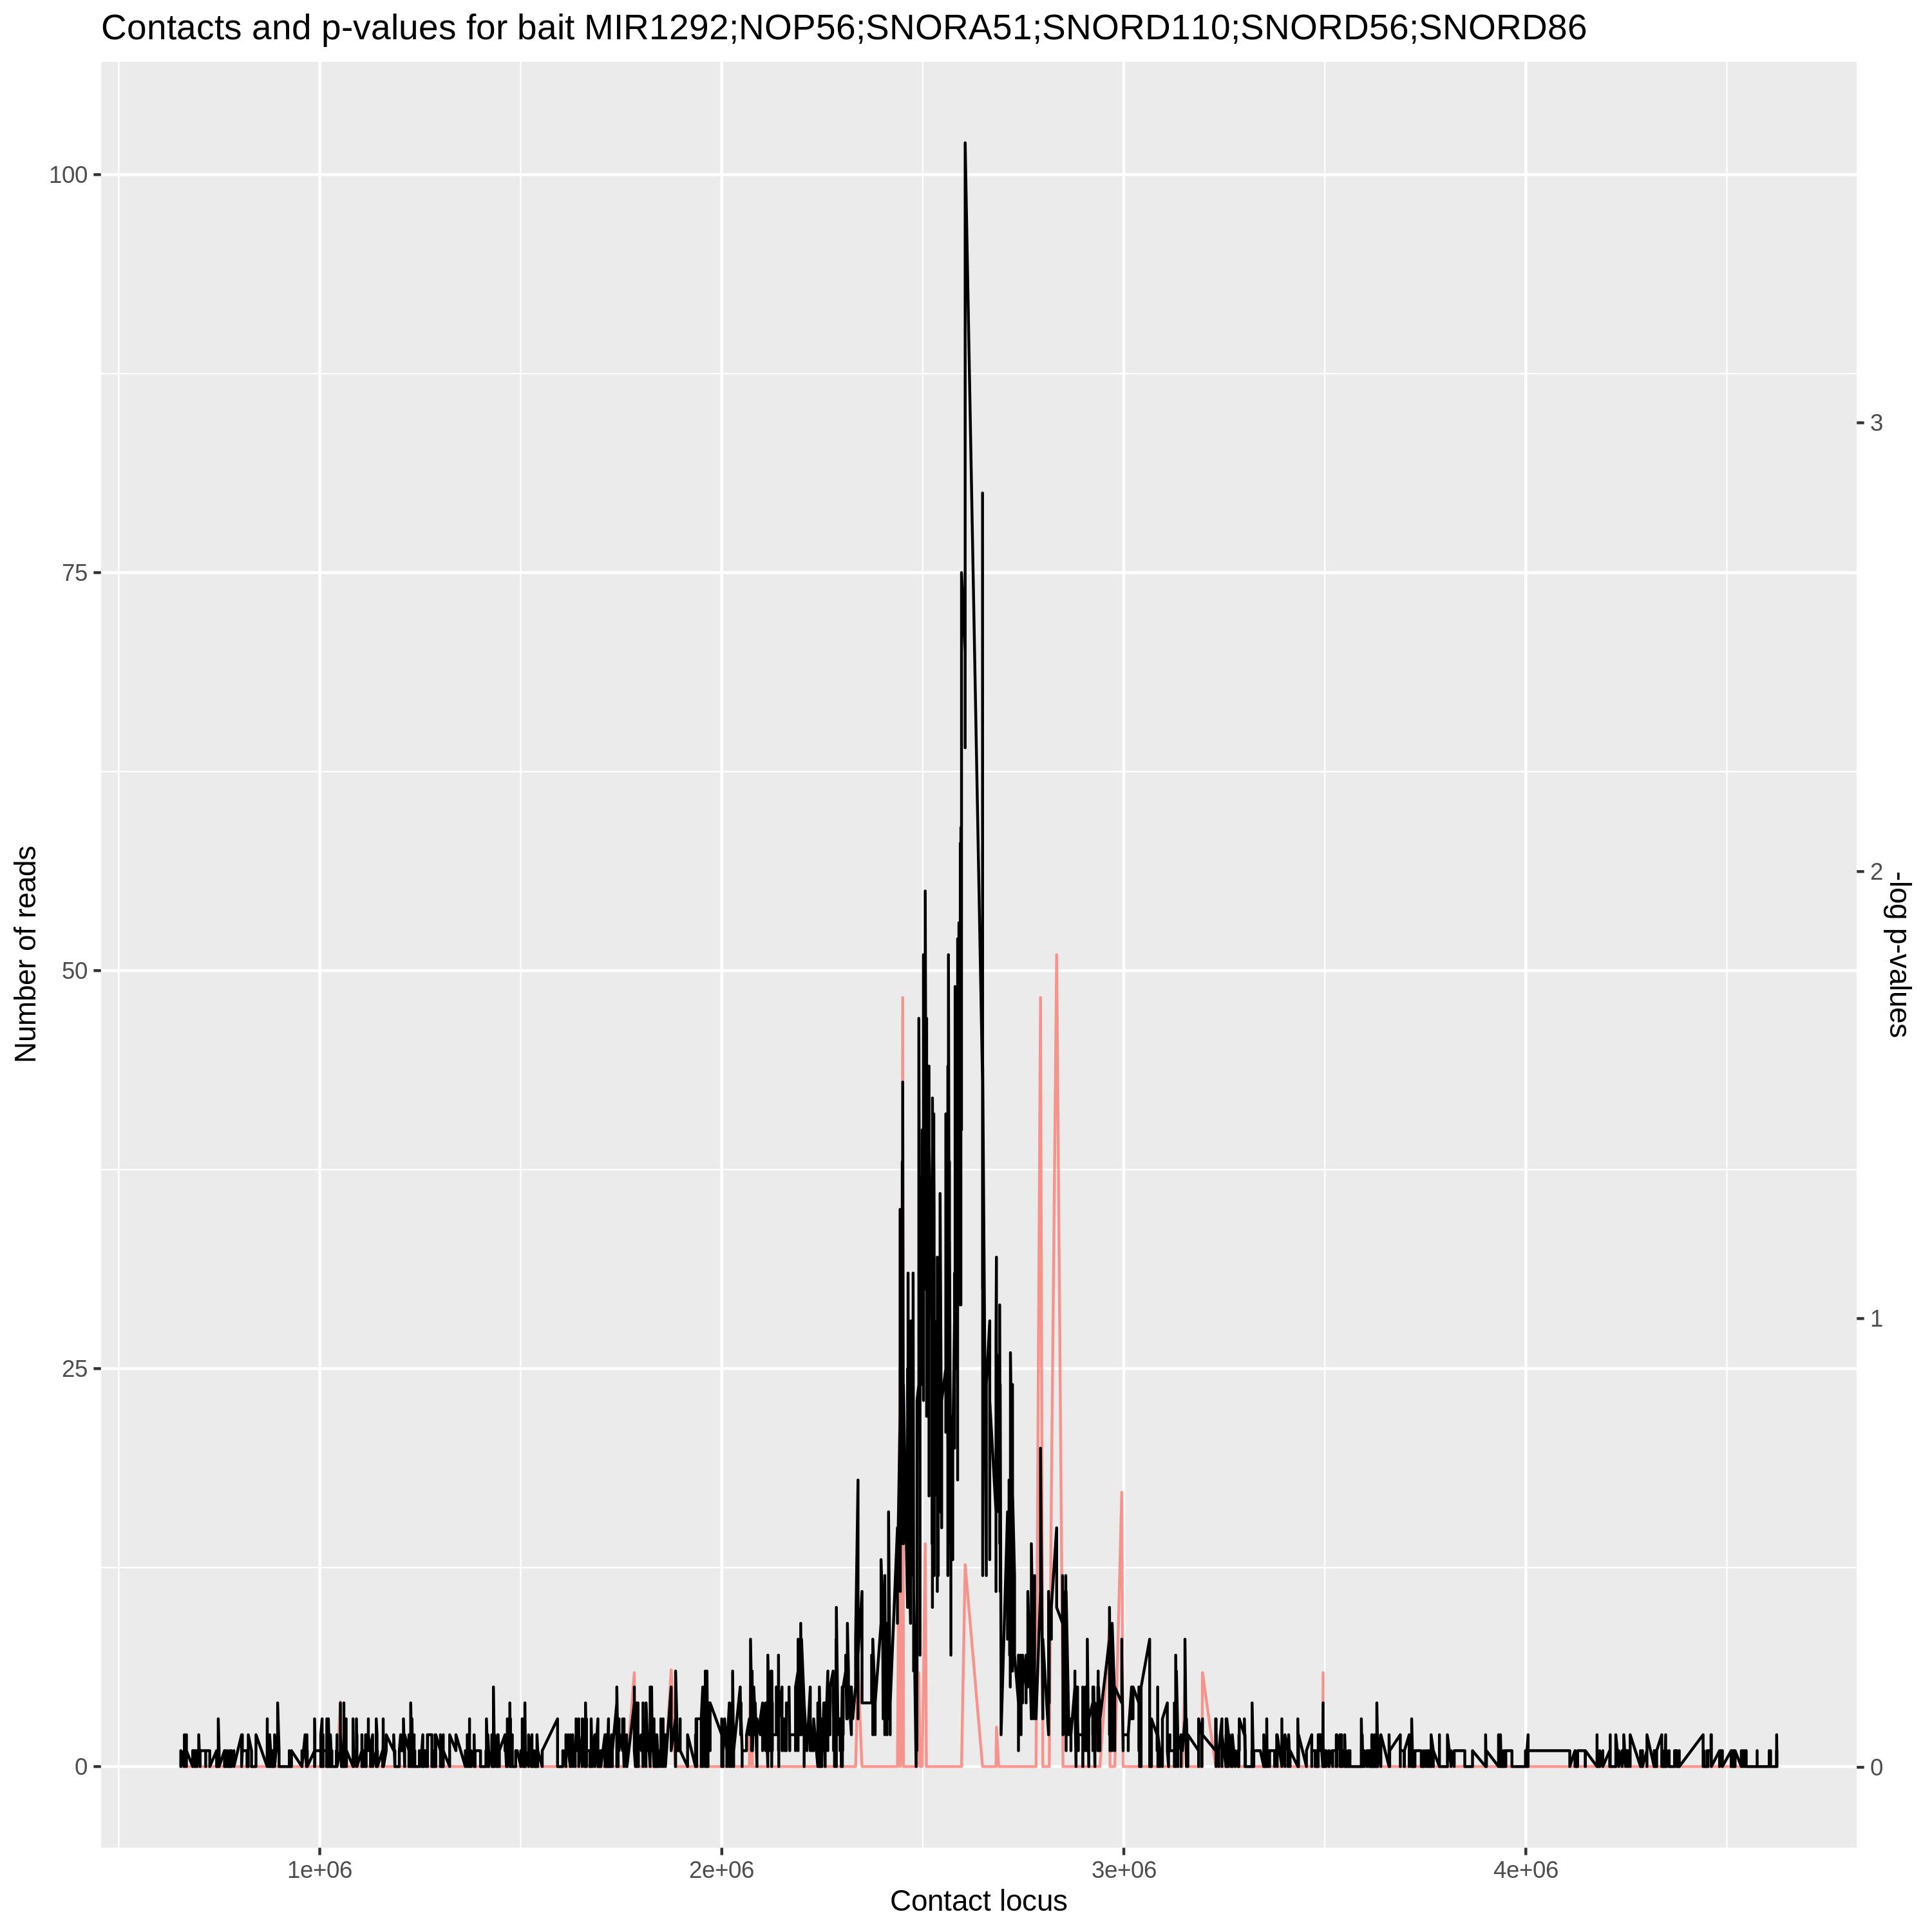 Contacts and p-values for bait MIR1292;NOP56;SNORA51;SNORD110;SNORD56;SNORD86
100
75
50
25
0
Number of reads
3
2
1
0
-log p-values
1e+06
2e+06
3e+06
4e+06
Contact locus